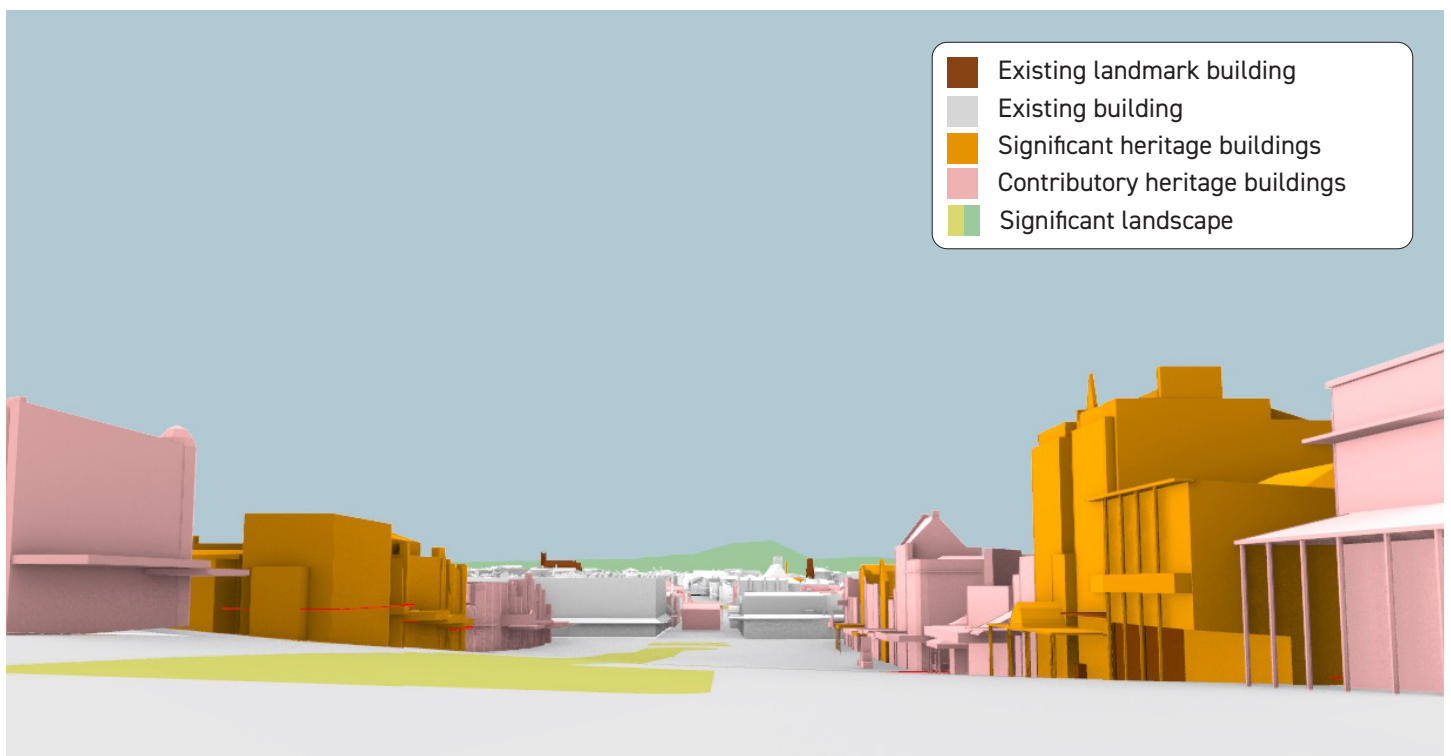 Existing landmark building
Existing building
Significant heritage buildings
Contributory heritage buildings
Significant landscape